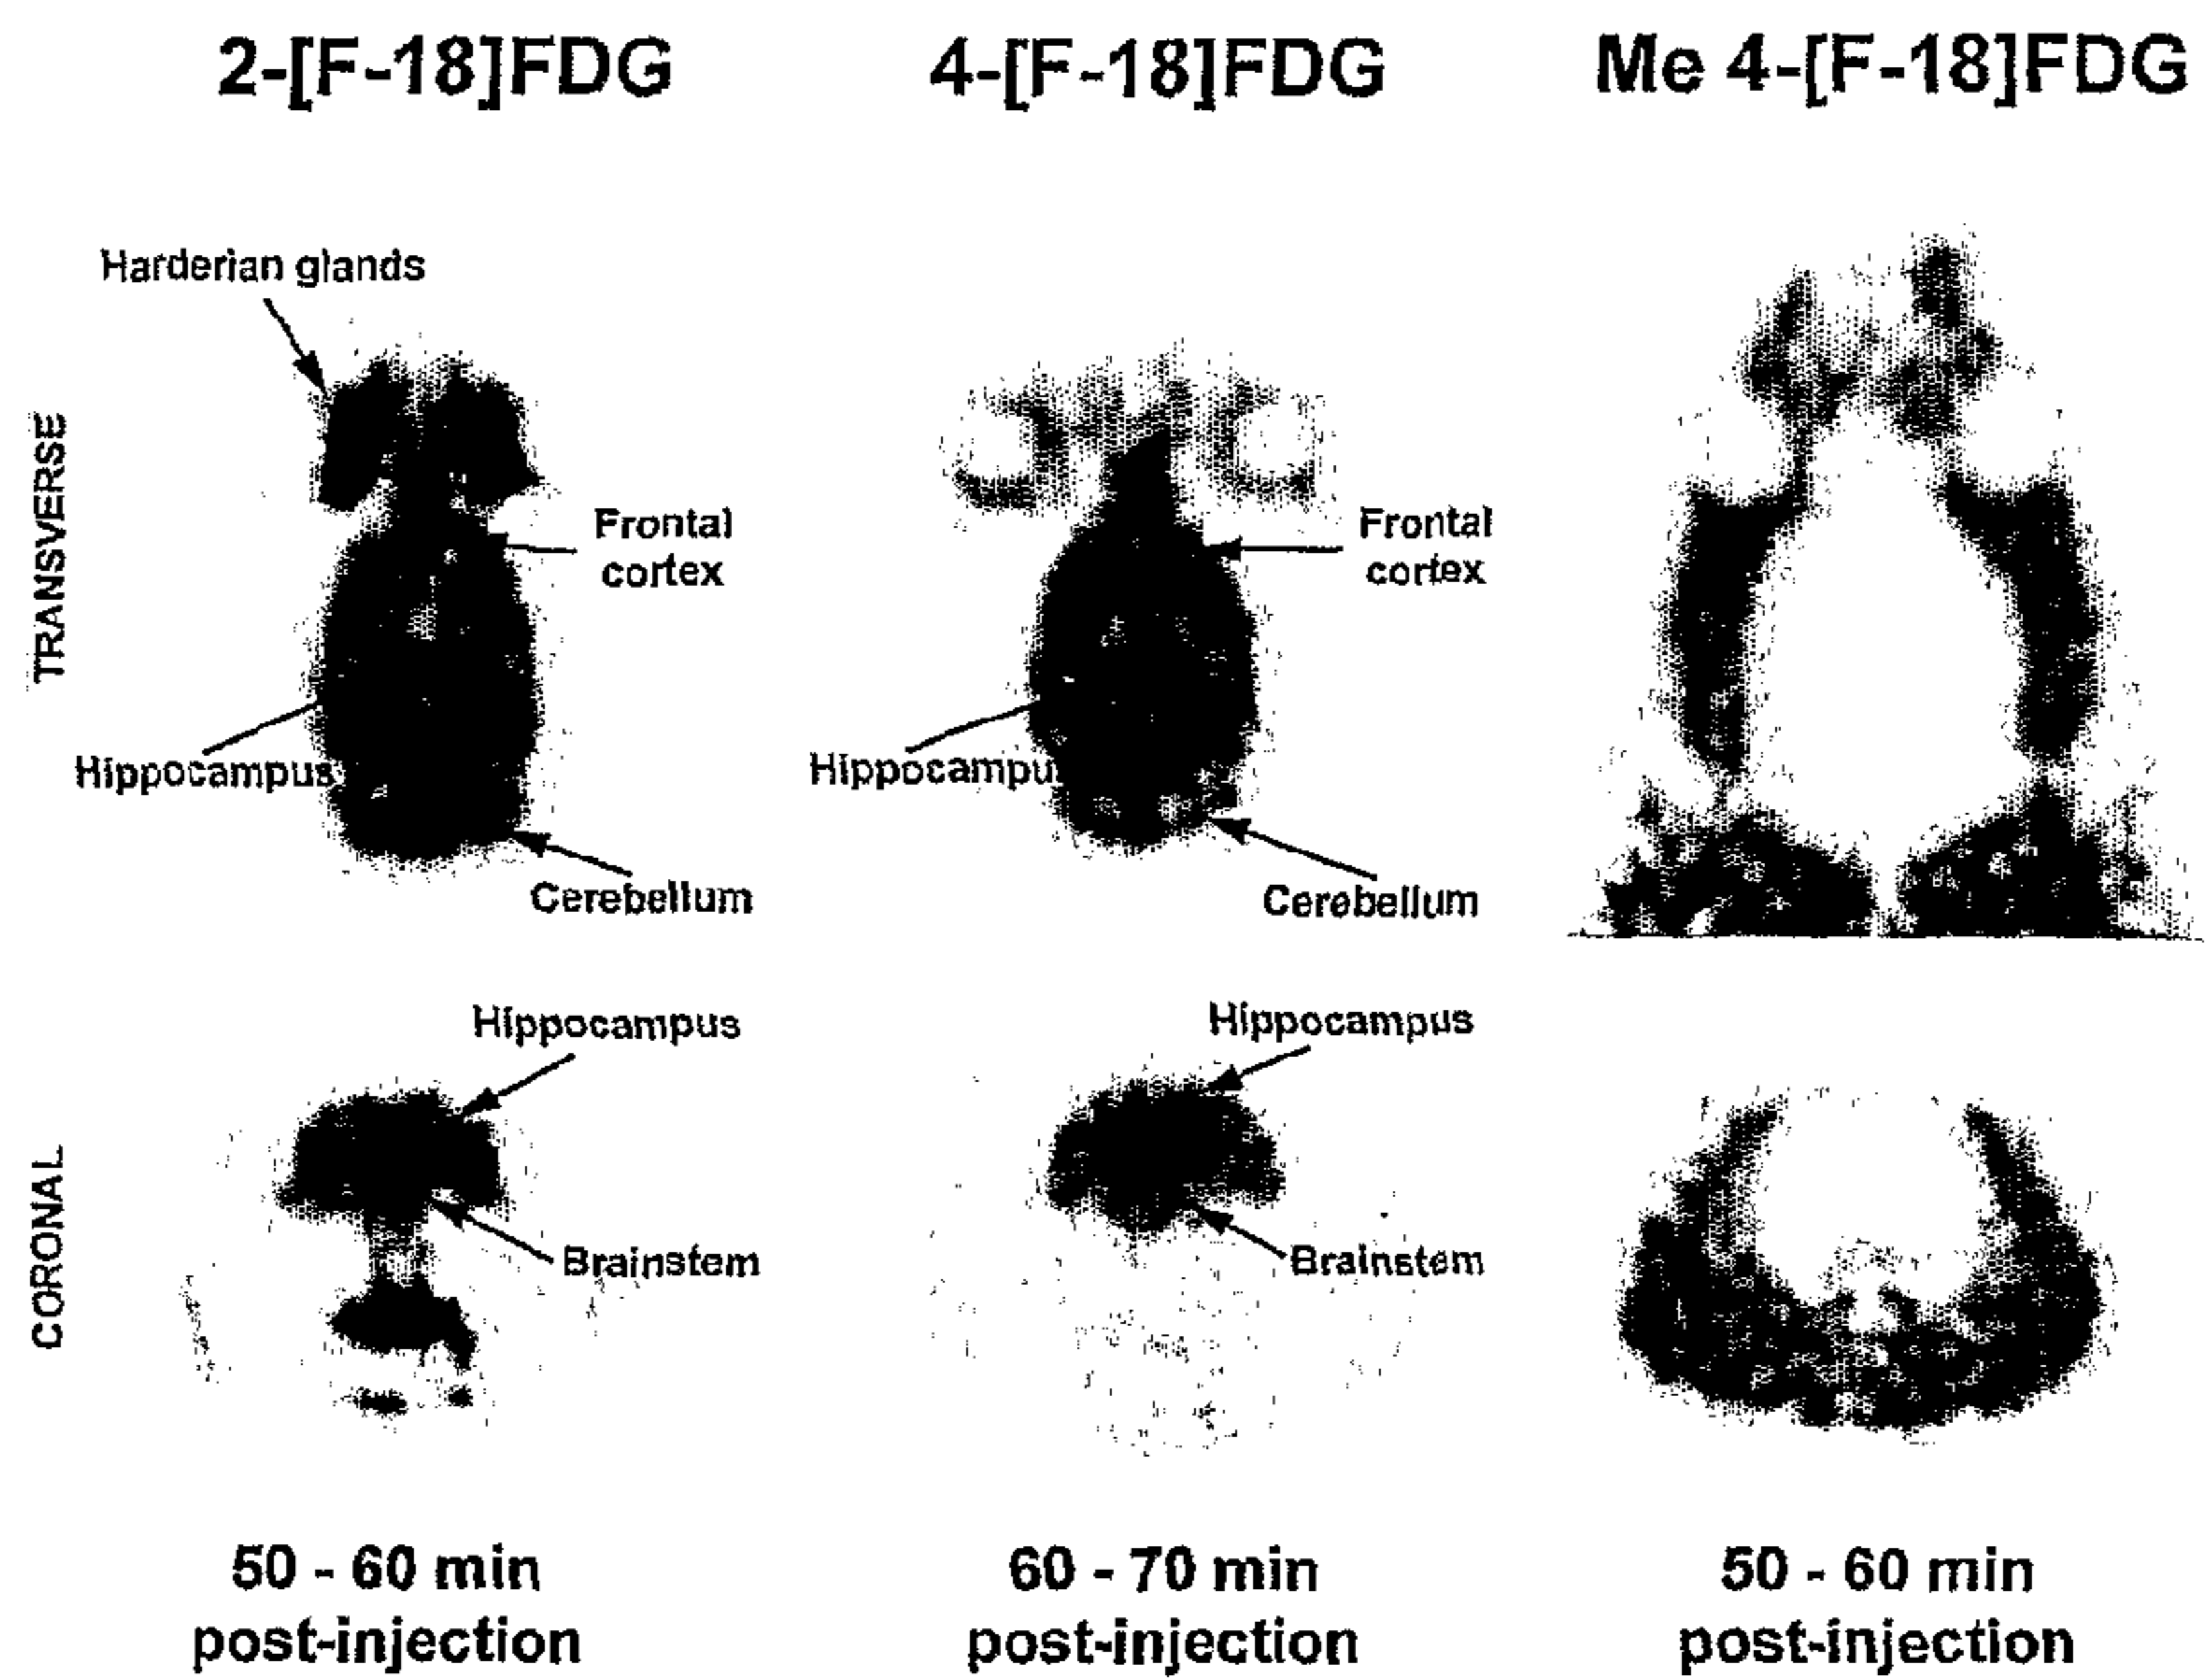 2-[F-18]FDG
4-[F-18]FDG
Me 4-[F-18]FDG
TRANSVERSE
Harderian glands
Frontal
cortex
Hippocampus
Cerebellum
Frontal
cortex
Hippocampu
Cerebellum
CORONAL
Hippocampus
Brainstem
Hippocampus
Brainstem
50 - 60 min
post-injection
60 - 70 min
post-injection
50 - 60 min
post-injection